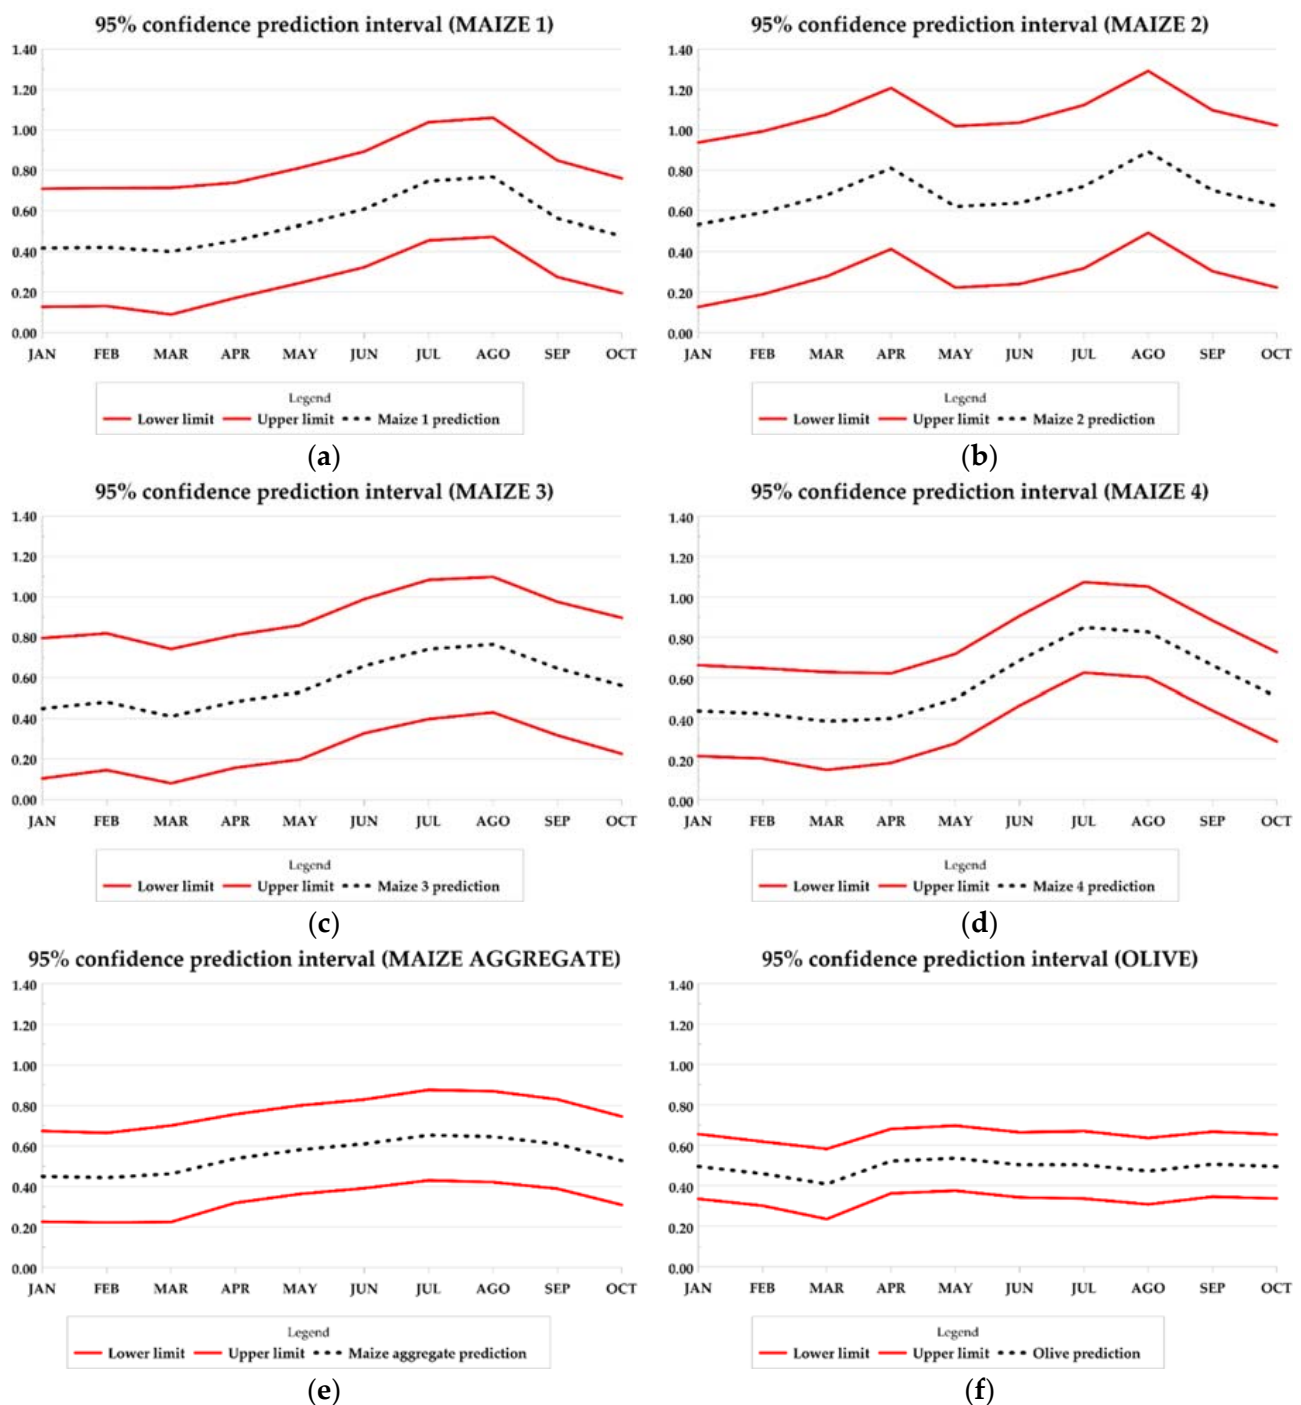 95% confidence prediction interval (MAIZE 1)
1.40
1.20
1.00
0.80
0.60
0.40
0.20
0.00
JAN FEB MAR APR MAY JUN JUL AGO SEP OCT
Legend
Lower limit Upper limit Maize 1 prediction
(a)
95% confidence prediction interval (MAIZE 2)
1.40
1.20
1.00
0.80
0.60
0.40
0.20
0.00
JAN FEB MAR APR MAY JUN JUL AGO SEP OCT
Legend
Lower limit Upper limit Maize 2 prediction
(b)
95% confidence prediction interval (MAIZE 3)
1.40
1.20
1.00
0.80
0.60
0.40
0.20
0.00
JAN FEB MAR APR MAY JUN JUL AGO SEP OCT
Legend
Lower limit Upper limit Maize 3 prediction
(c)
95% confidence prediction interval (MAIZE 4)
1.40
1.20
1.00
0.80
0.60
0.40
0.20
0.00
JAN FEB MAR APR MAY JUN JUL AGO SEP OCT
Legend
Lower limit Upper limit Maize 4 prediction
(d)
95% confidence prediction interval (MAIZE AGGREGATE)
1.40
1.20
1.00
0.80
0.60
0.40
0.20
0.00
JAN FEB MAR APR MAY JUN JUL AGO SEP OCT
Legend
Lower limit Upper limit Maize aggregate prediction
(e)
95% confidence prediction interval (OLIVE)
1.40
1.20
1.00
0.80
0.60
0.40
0.20
0.00
JAN FEB MAR APR MAY JUN JUL AGO SEP OCT
Legend
Lower limit Upper limit Olive prediction
(f)